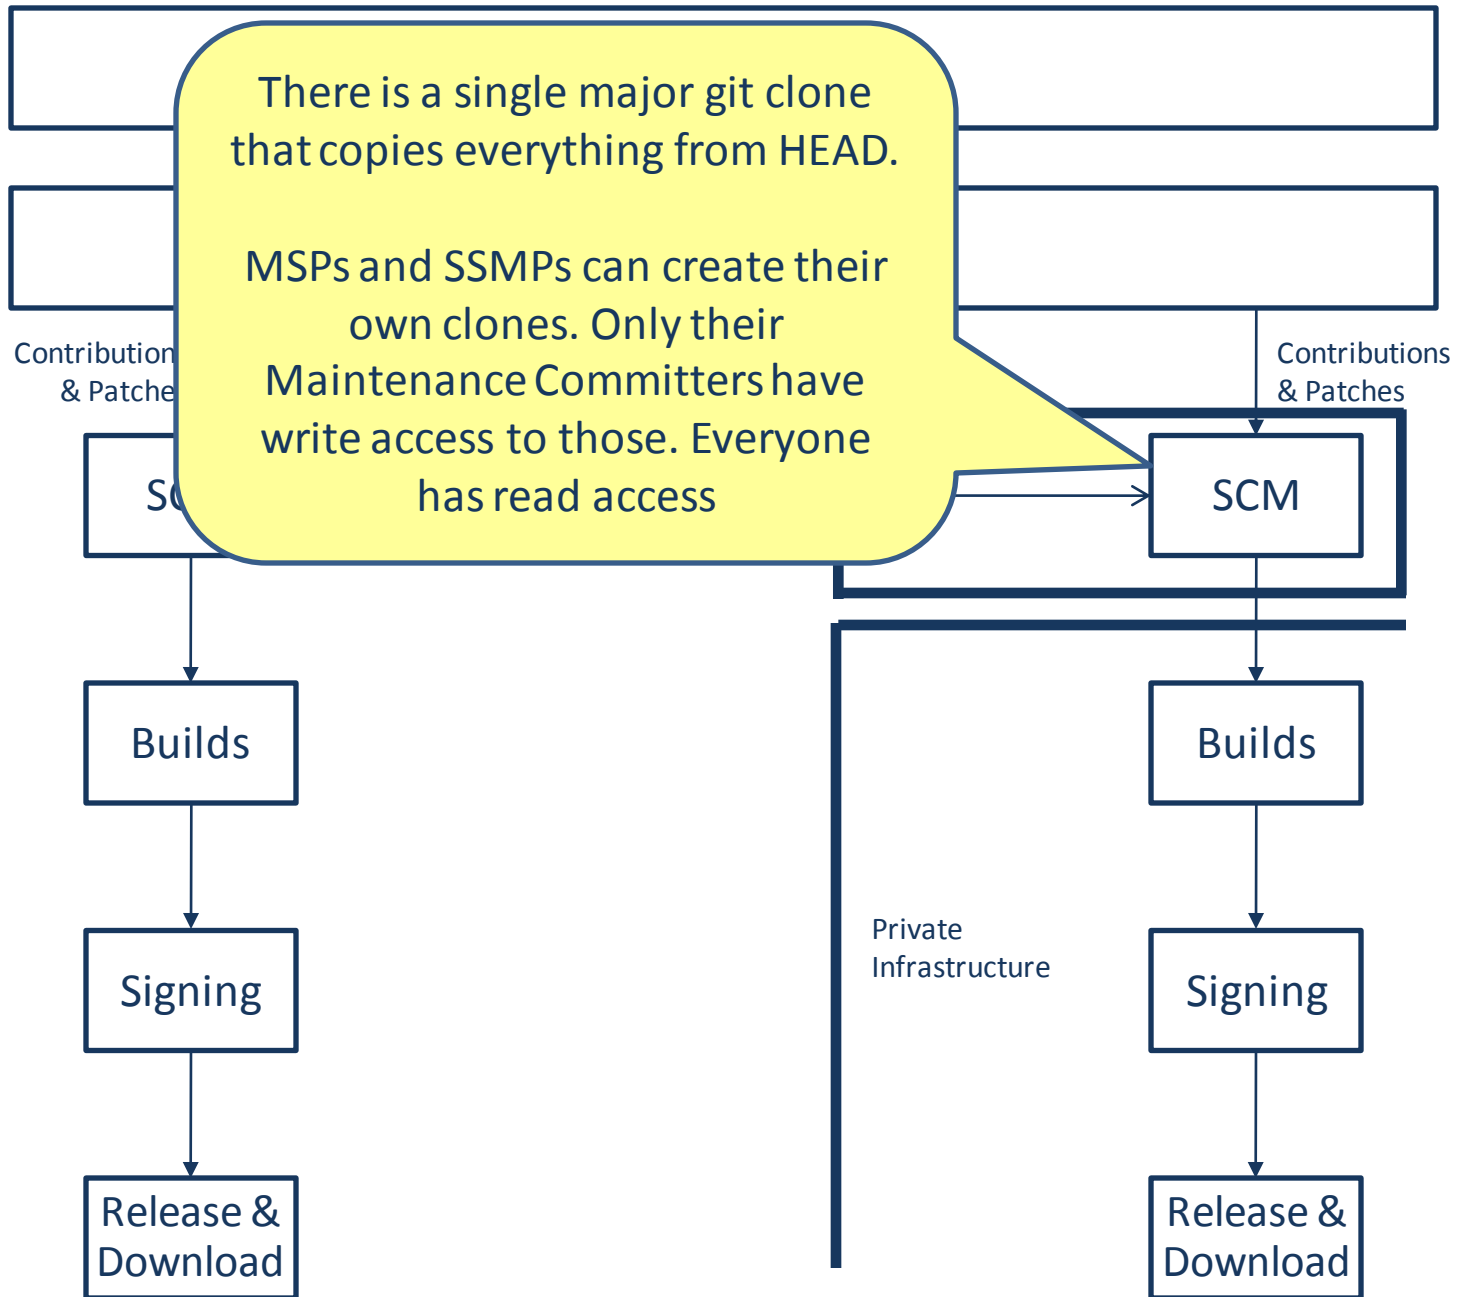 There is a single major git clone
that copies everything from HEAD.
MSPs and SSMPs can create their
own clones. Only their
Maintenance Committers have
write access to those. Everyone
has read access
Contribution
& Patche
Contributions
& Patches
SCM
Builds
Builds
Signing
Private
Infrastructure
Signing
Release &
Download
Release &
Download